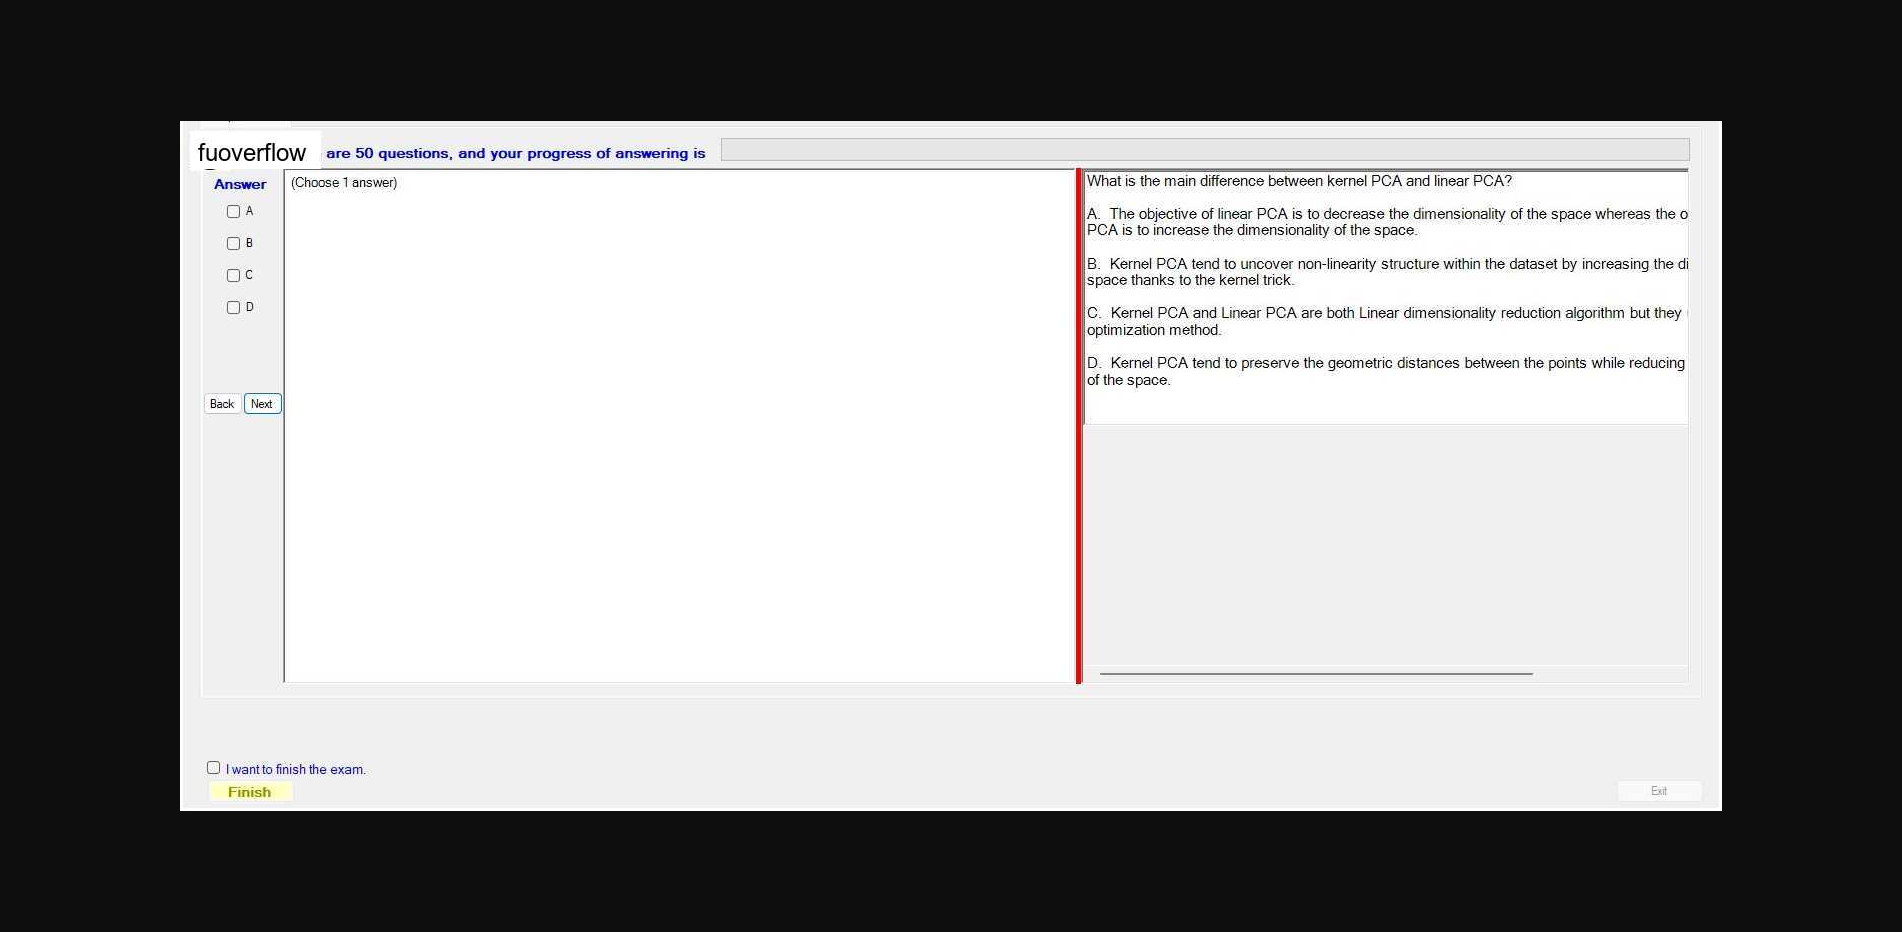 fuoverflow are 50 questions, and your progress of answering is
Answer
A
B
C
D
Back Next
(Choose 1 answer)
What is the main difference between kernel PCA and linear PCA?
A. The objective of linear PCA is to decrease the dimensionality of the space whereas the o
PCA is to increase the dimensionality of the space.
B. Kernel PCA tend to uncover non-linearity structure within the dataset by increasing the di
space thanks to the kernel trick.
C. Kernel PCA and Linear PCA are both Linear dimensionality reduction algorithm but they
optimization method.
D. Kernel PCA tend to preserve the geometric distances between the points while reducing
of the space.
I want to finish the exam.
Finish
Exit